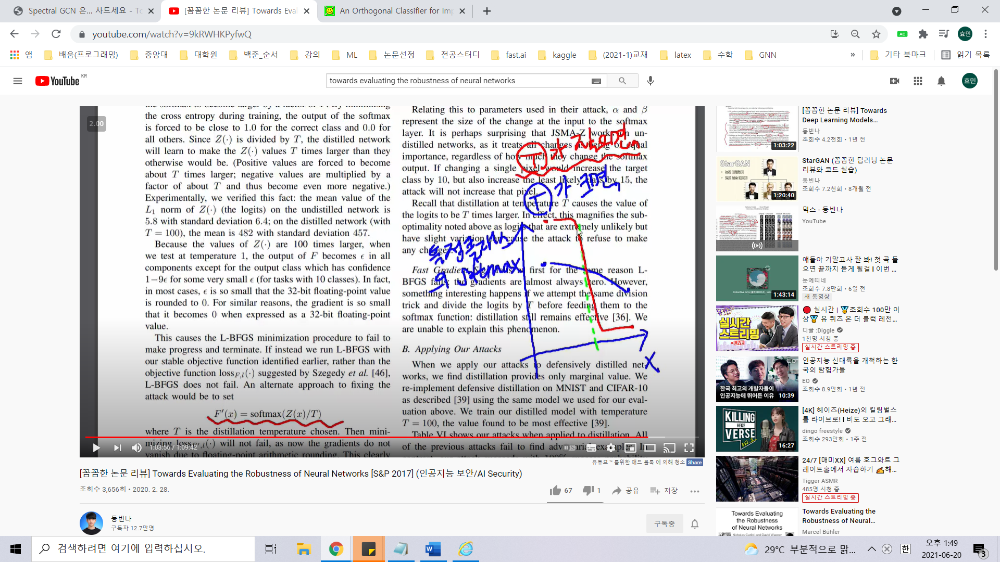 Spectral GCN 은... 사드세요 - To
[꼼꼼한 논문 리뷰] Towards Eval
An Orthogonal Classifier for Imp
youtube.com/watch?v=9kRWHKPyfwQ
AC
효민
앱
배움(프로그래밍)
중앙대
대학원
백준_순서
강의
ML
논문선정
전공스터디
fast.ai
kaggle
(2021-1)교재
latex
수학
GNN
»
기타 북마크
읽기 목록
YouTube KR
towards evaluating the robustness of neural networks
효민
2.00
the cross entropy during training, the output of the softmax
is forced to be close to 1.0 for the correct class and 0.0 for
all others. Since Z(·) is divided by T, the distilled network
will learn to make the Z(·) values T times larger than they
otherwise would be. (Positive values are forced to become
about T times larger; negative values are multiplied by a
factor of about T and thus become even more negative.)
Experimentally, we verified this fact: the mean value of the
L1 norm of Z(·) (the logits) on the undistilled network is
5.8 with standard deviation 6.4; on the distilled network (with
T = 100), the mean is 482 with standard deviation 457.
Because the values of Z(·) are 100 times larger, when
we test at temperature 1, the output of F becomes ϵ in all
components except for the output class which has confidence
1−9ϵ for some very small ϵ (for tasks with 10 classes). In fact,
in most cases, ϵ is so small that the 32-bit floating-point value
is rounded to 0. For similar reasons, the gradient is so small
that it becomes 0 when expressed as a 32-bit floating-point
value.
This causes the L-BFGS minimization procedure to fail to
make progress and terminate. If instead we run L-BFGS with
our stable objective function identified earlier, rather than the
objective function lossF,l(·) suggested by Szegedy et al. [46],
L-BFGS does not fail. An alternate approach to fixing the
attack would be to set
F′(x) = softmax(Z(x)/T)
where T is the distillation temperature chosen. Then mini-
mizing lossF′,l(·) will not fail, as now the gradients do not
vanish due to floating-point arithmetic rounding. This clearly
Relating this to parameters used in their attack, α and β
represent the size of the change at the input to the softmax
layer. It is perhaps surprising that JSMA-Z works on un-
distilled networks, as it treats all changes as being of equal
importance, regardless of how much they change the softmax
output. If changing a single pixel would increase the target
class by 10, but also increase the least likely class by 15, the
attack will not increase that pixel.
Recall that distillation at temperature T causes the value of
the logits to be T times larger. In effect, this magnifies the sub-
optimality noted above as logits that are extremely unlikely but
have slight variation can cause the attack to refuse to make
any changes.
Fast Gradient Sign fails at first for the same reason L-
BFGS fails: the gradients are almost always zero. However,
something interesting happens if we attempt the same division
trick and divide the logits by T before feeding them to the
softmax function: distillation still remains effective [36]. We
are unable to explain this phenomenon.
B. Applying Our Attacks
When we apply our attacks to defensively distilled net-
works, we find distillation provides only marginal value. We
re-implement defensive distillation on MNIST and CIFAR-10
as described [39] using the same model we used for our eval-
uation above. We train our distilled model with temperature
T = 100, the value found to be most effective [39].
Table VI shows our attacks when applied to distillation. All
of the previous attacks fail to find adversarial examples. In
T가 작으면
T가 크면
특정클래스
의 softmax
x
1:03:56 / 1:09:42
유튜브 ™ 를위한 애드 블록 에 의해 청소 Share
[꼼꼼한 논문 리뷰] Towards Evaluating the Robustness of Neural Networks [S&P 2017] (인공지능 보안/AI Security)
조회수 3,656회 • 2020. 2. 28.
67
1
공유
저장
동빈나
구독자 12.7만명
구독중
[꼼꼼한 논문 리뷰] Towards
Deep Learning Models…
동빈나
조회수 4.2천회 • 1년 전
1:03:22
StarGAN
StarGAN (꼼꼼한 딥러닝 논문
리뷰와 코드 실습)
동빈나
조회수 7.2천회 • 8개월 전
1:20:40
믹스 - 동빈나
YouTube
얘들아 기말고사 잘 봐! 첫 곡 들
으면 끝까지 듣게 될걸 l 이번 ...
눈에띠네
조회수 7.8만회 • 6일 전
새 동영상
1:43:14
유퀴즈
실시간
스트리밍
LIVE
🔴 실시간 | 🏅조회수 100만 이
상🏅 유 퀴즈 온 더 블럭 레전...
디글 :Diggle
1천명 시청 중
실시간 스트리밍 중
EO
한국 최고의 개발자들이
인공지능에 뛰어든 이유
10:39
인공지능 신대륙을 개척하는 한
국의 탐험가들
EO
조회수 8.9만회 • 1년 전
KILLING
HEIZE
VERSE
Vol.2
16:27
[4K] 헤이즈(Heize)의 킬링벌스
를 라이브로! l 비도 오고 그래...
dingo freestyle
조회수 293만회 • 1주 전
24/7 [매미XX] 여름 호그와트 그
레이트홀에서 자습하기 ✍해...
Tigger ASMR
485명 시청 중
실시간 스트리밍 중
Towards Evaluating
the Robustness
of Neural Networks
Nicholas Carlini and David Wagner
Towards Evaluating the
Robustness of Neural...
Marcel Bühler
검색하려면 여기에 입력하십시오.
29°C 부분적으로 맑...
한
오후 1:49
2021-06-20
3